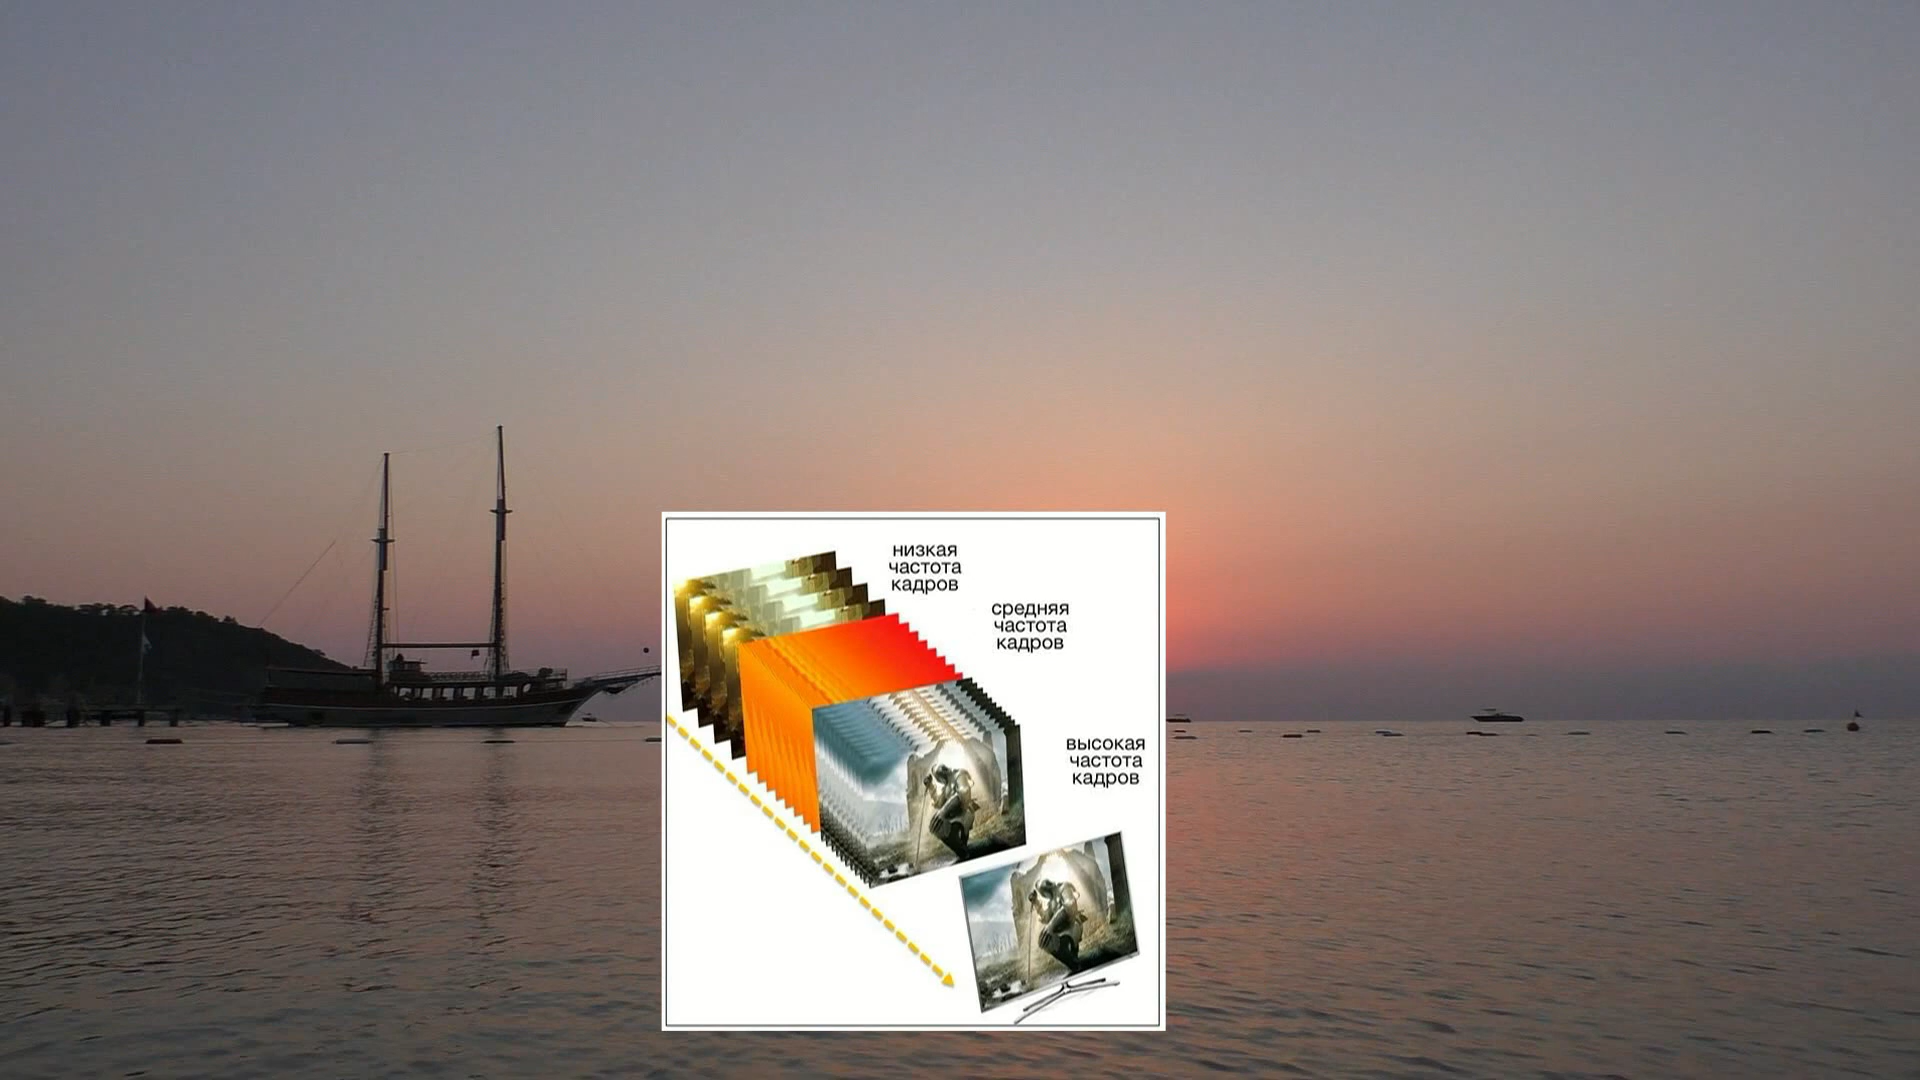 низкая
частота
кадров
средняя
частота
кадров
высокая
частота
кадров